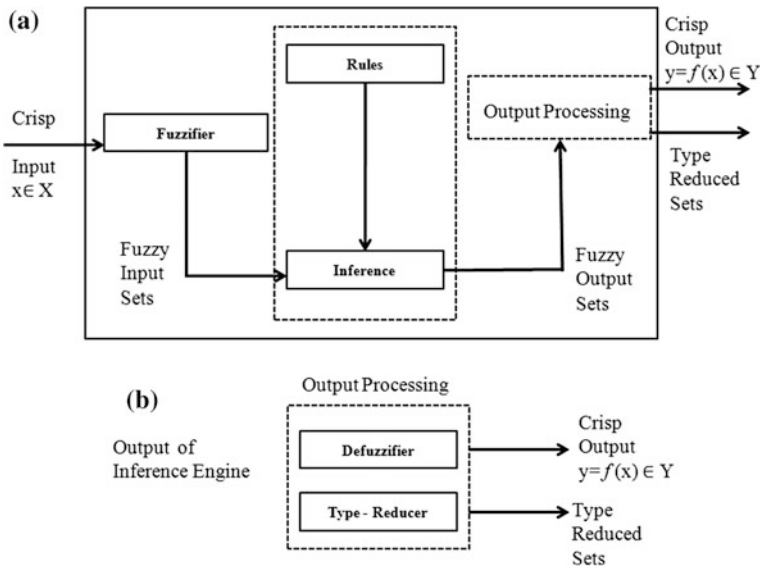 (a)
Crisp
Input
x∈ X
Fuzzifier
Rules
Output Processing
Crisp
Output
y=f(x) ∈ Y
Type
Reduced
Sets
Fuzzy
Input
Sets
Inference
Fuzzy
Output
Sets
(b)
Output Processing
Output of
Inference Engine
Defuzzifier
Type - Reducer
Crisp
Output
y=f(x) ∈ Y
Type
Reduced
Sets